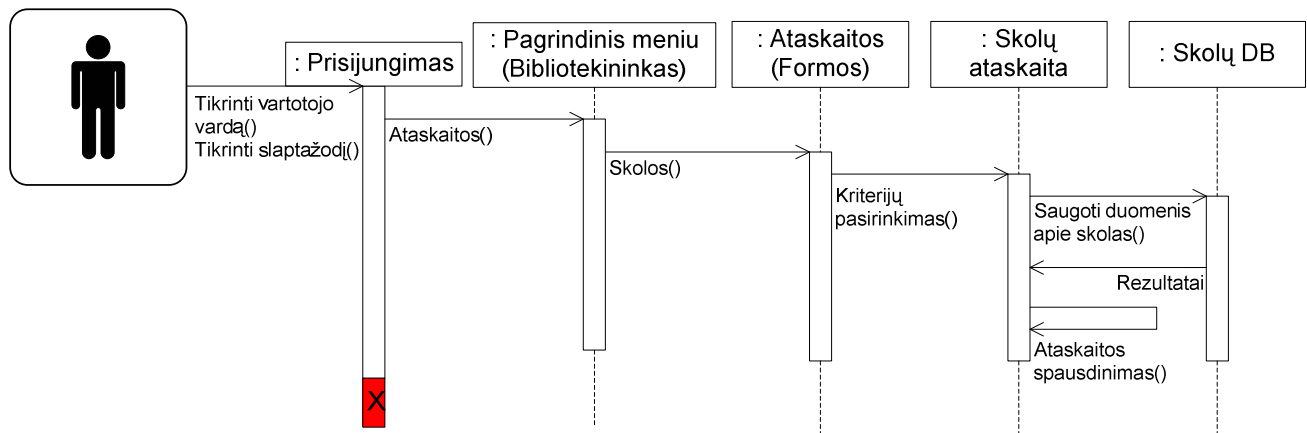 : Prisijungimas
: Pagrindinis meniu
(Bibliotekininkas)
: Ataskaitos
(Formos)
: Skolų
ataskaita
: Skolų DB
Tikrinti vartotojo
vardą()
Tikrinti slaptažodį()
Ataskaitos()
Skolos()
Kriterijų
pasirinkimas()
Saugoti duomenis
apie skolas()
Rezultatai
Ataskaitos
spausdinimas()
X